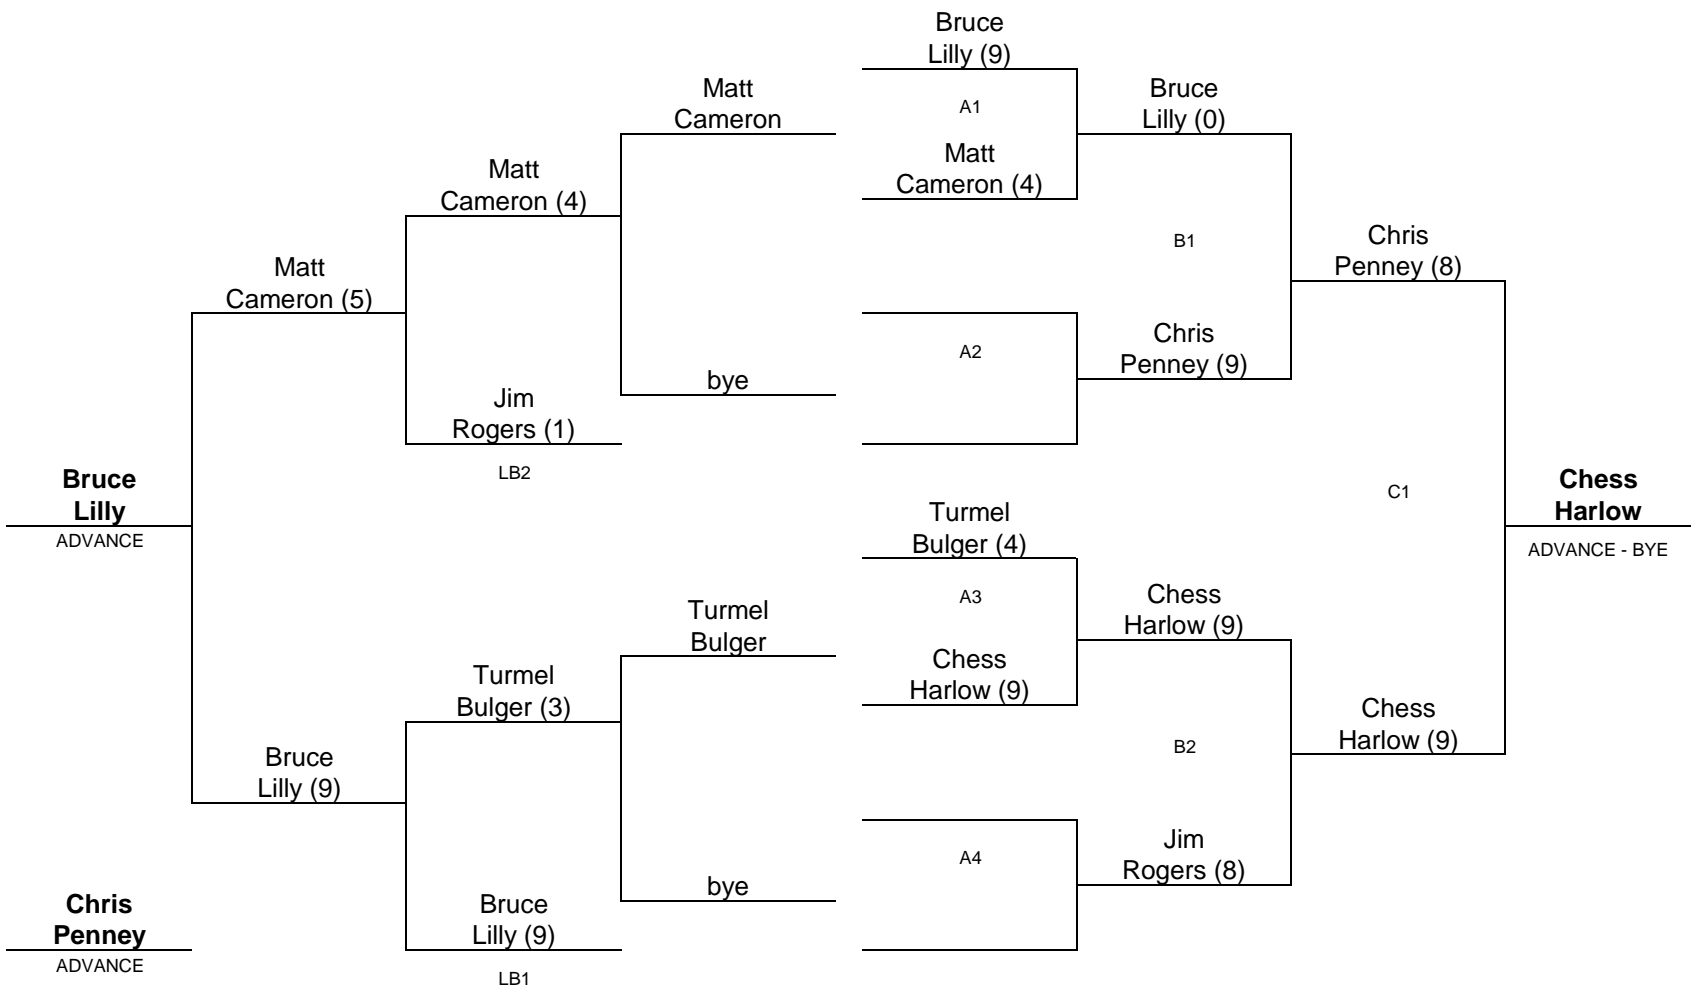 Bruce
Lilly (9)
Matt
Cameron
A1
Bruce
Lilly (0)
Matt
Cameron (4)
Matt
Cameron (4)
B1
Chris
Penney (8)
Matt
Cameron (5)
A2
Chris
Penney (9)
bye
Jim
Rogers (1)
LB2
Bruce
Lilly
ADVANCE
C1
Chess
Harlow
ADVANCE - BYE
Turmel
Bulger (4)
A3
Turmel
Bulger
Chess
Harlow (9)
Chess
Harlow (9)
Turmel
Bulger (3)
Chess
Harlow (9)
B2
Bruce
Lilly (9)
A4
Jim
Rogers (8)
bye
Chris
Penney
ADVANCE
Bruce
Lilly (9)
LB1